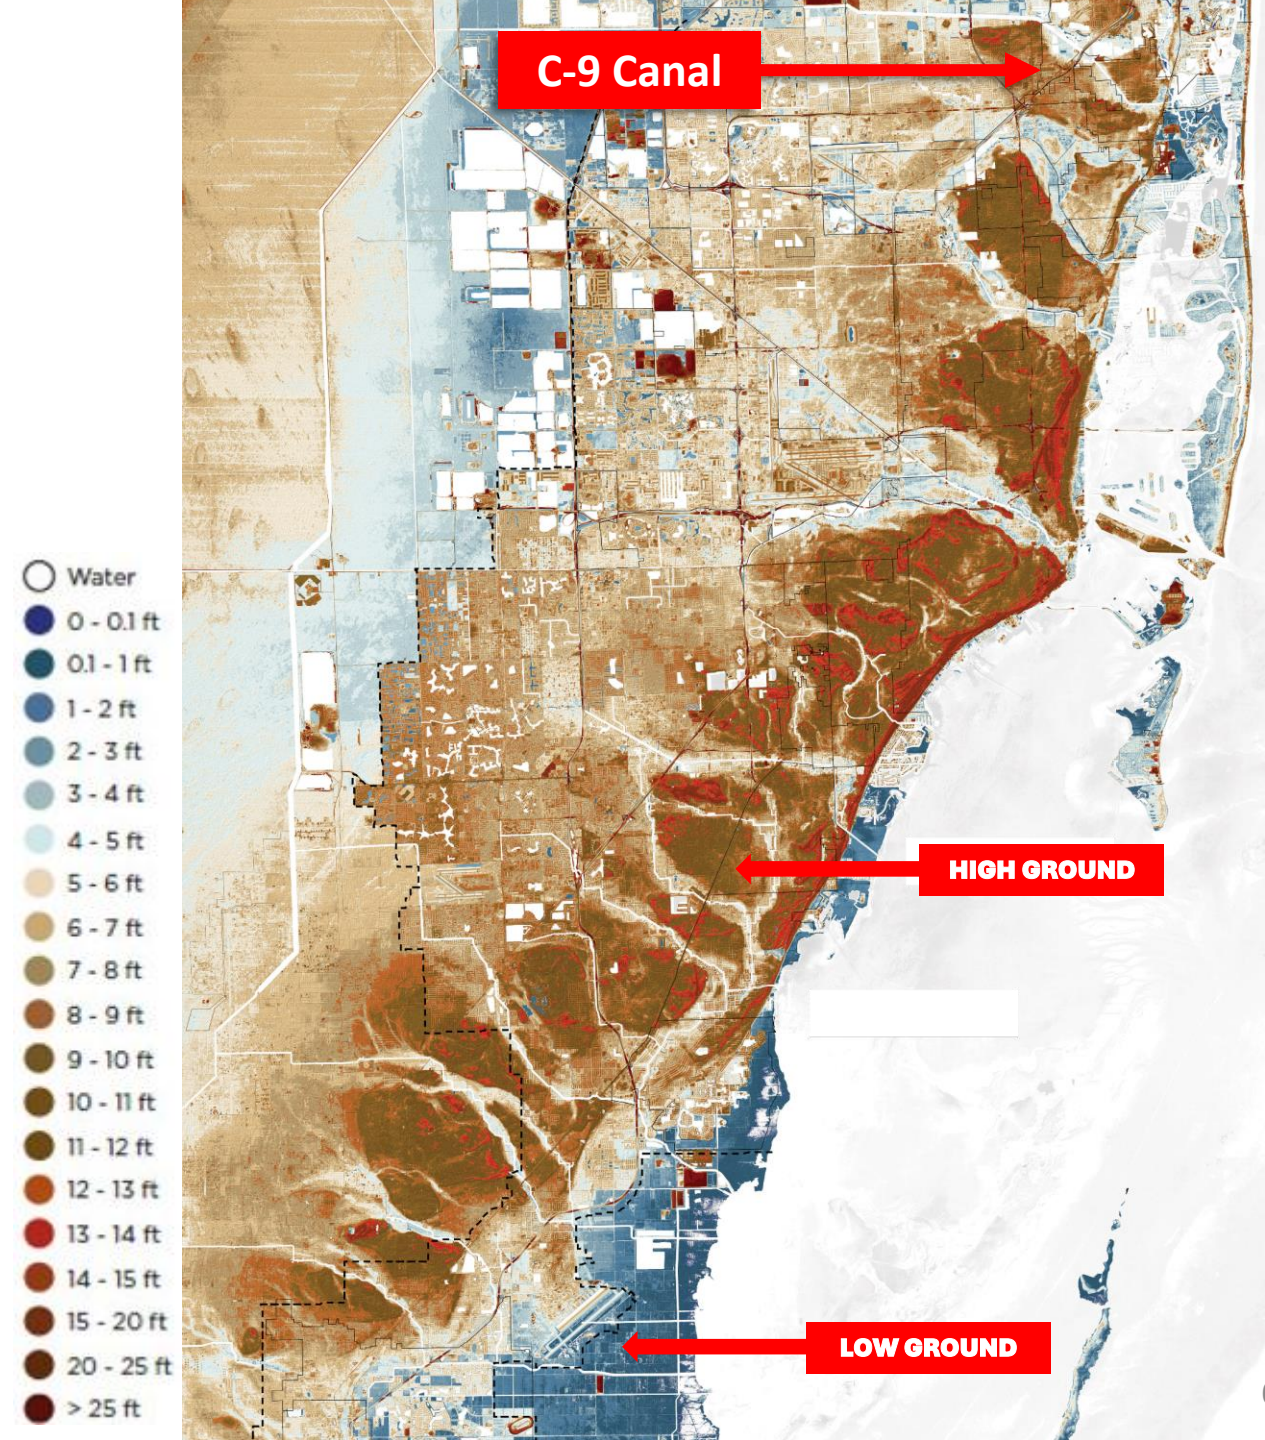 C-9 Canal
Water
0 - 0.1 ft
0.1 - 1 ft
1 - 2 ft
2 - 3 ft
3 - 4 ft
4 - 5 ft
5 - 6 ft
6 - 7 ft
7 - 8 ft
8 - 9 ft
9 - 10 ft
10 - 11 ft
11 - 12 ft
12 - 13 ft
13 - 14 ft
14 - 15 ft
15 - 20 ft
20 - 25 ft
> 25 ft
HIGH GROUND
LOW GROUND